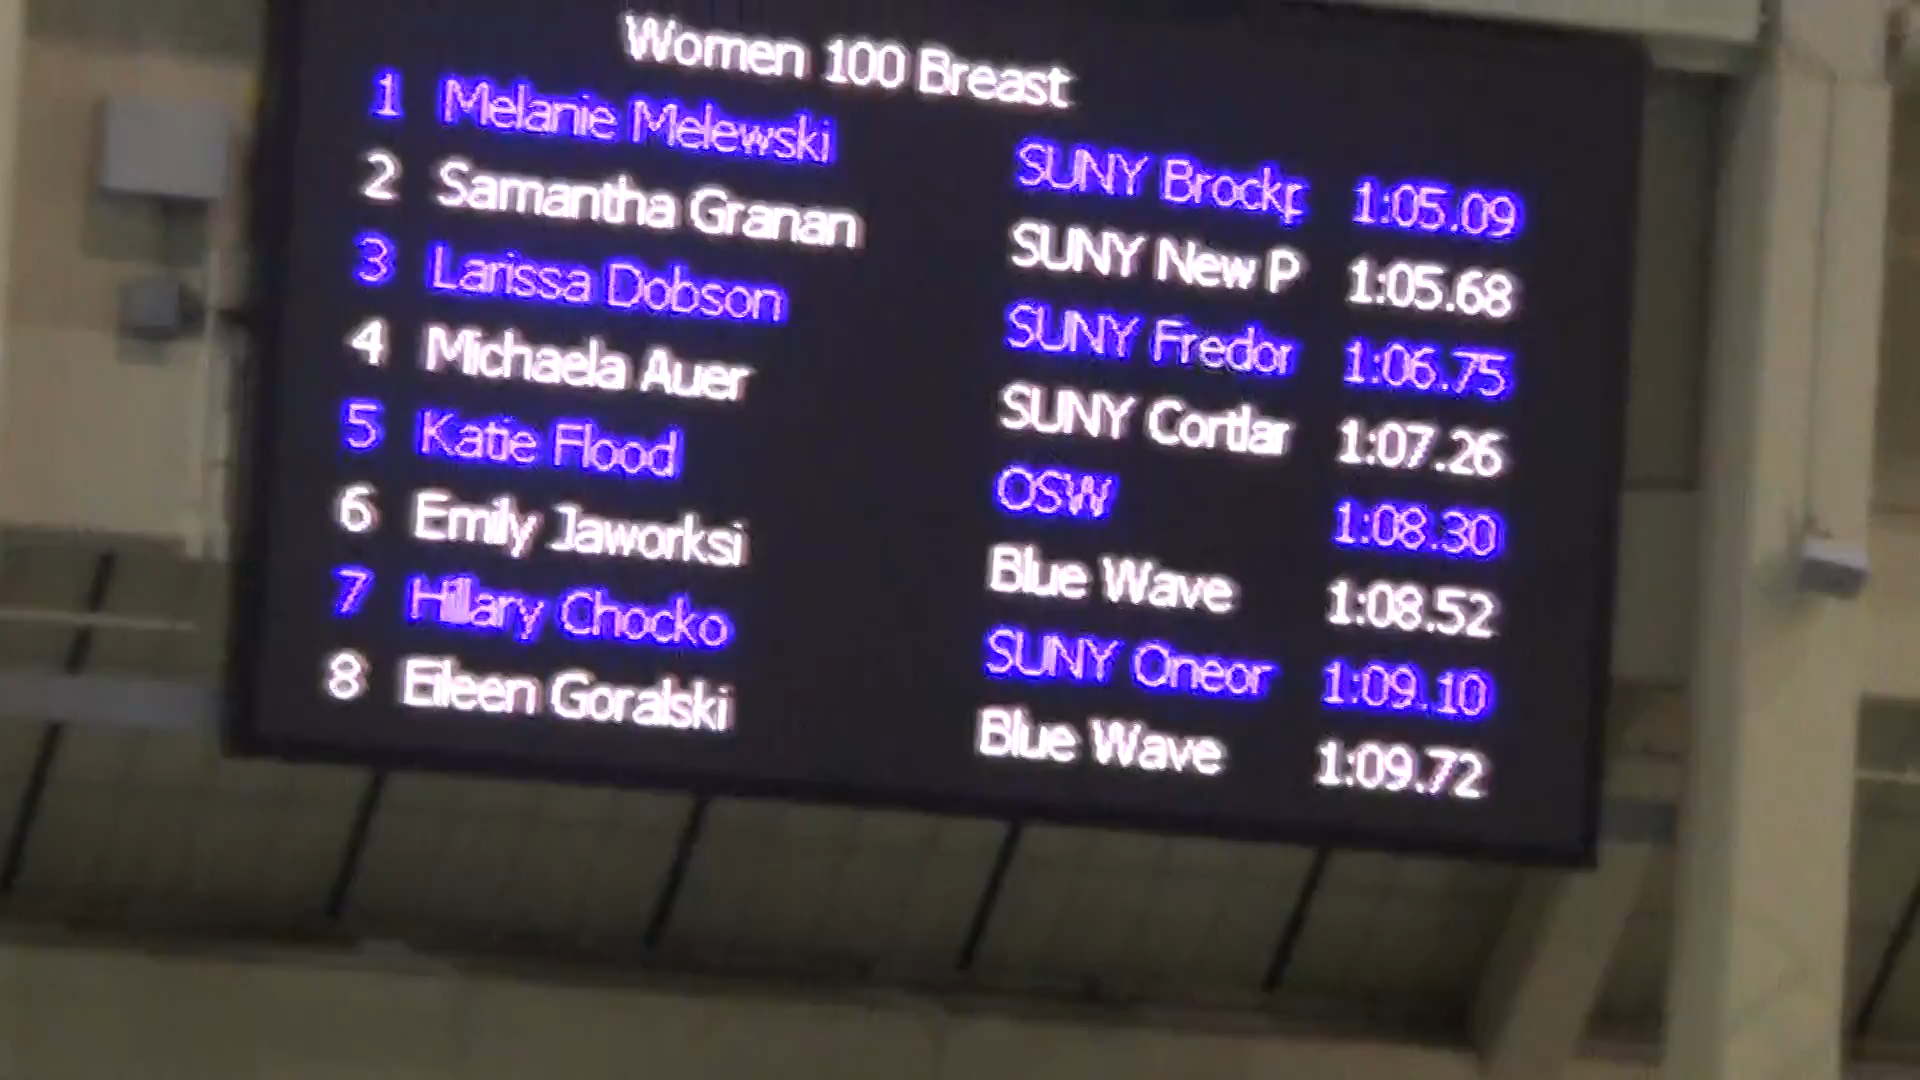 Women 100 Breast
1 Melanie Melewski SUNY Brockp 1:05.09
2 Samantha Granan SUNY New P 1:05.68
3 Larissa Dobson SUNY Fredor 1:06.75
4 Michaela Auer SUNY Cortlar 1:07.26
5 Katie Flood OSW 1:08.30
6 Emily Jaworksi Blue Wave 1:08.52
7 Hillary Chocko SUNY Oneor 1:09.10
8 Eileen Goralski Blue Wave 1:09.72